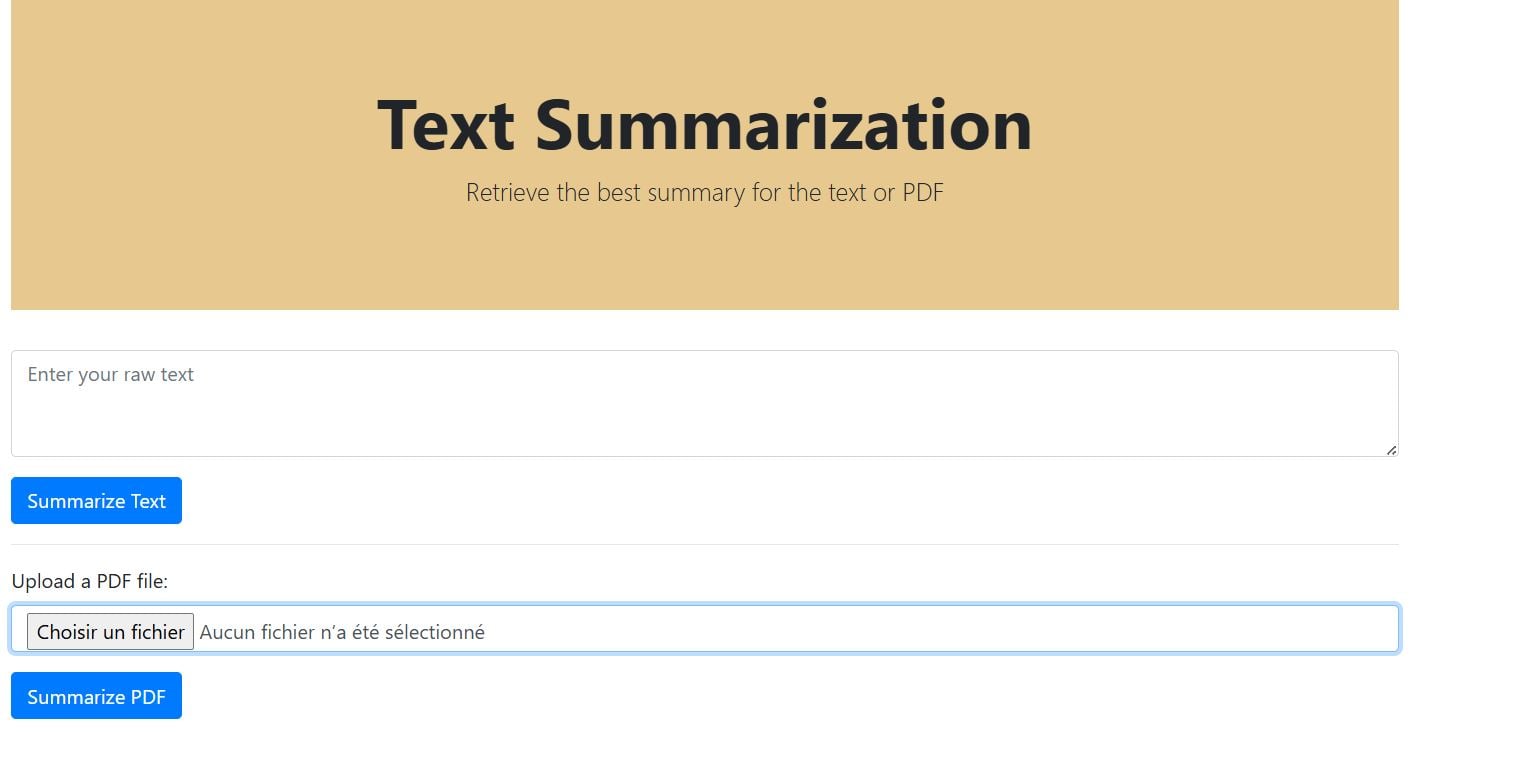 Text Summarization
Retrieve the best summary for the text or PDF
Enter your raw text
Summarize Text
Upload a PDF file:
Choisir un fichier Aucun fichier n’a été sélectionné
Summarize PDF